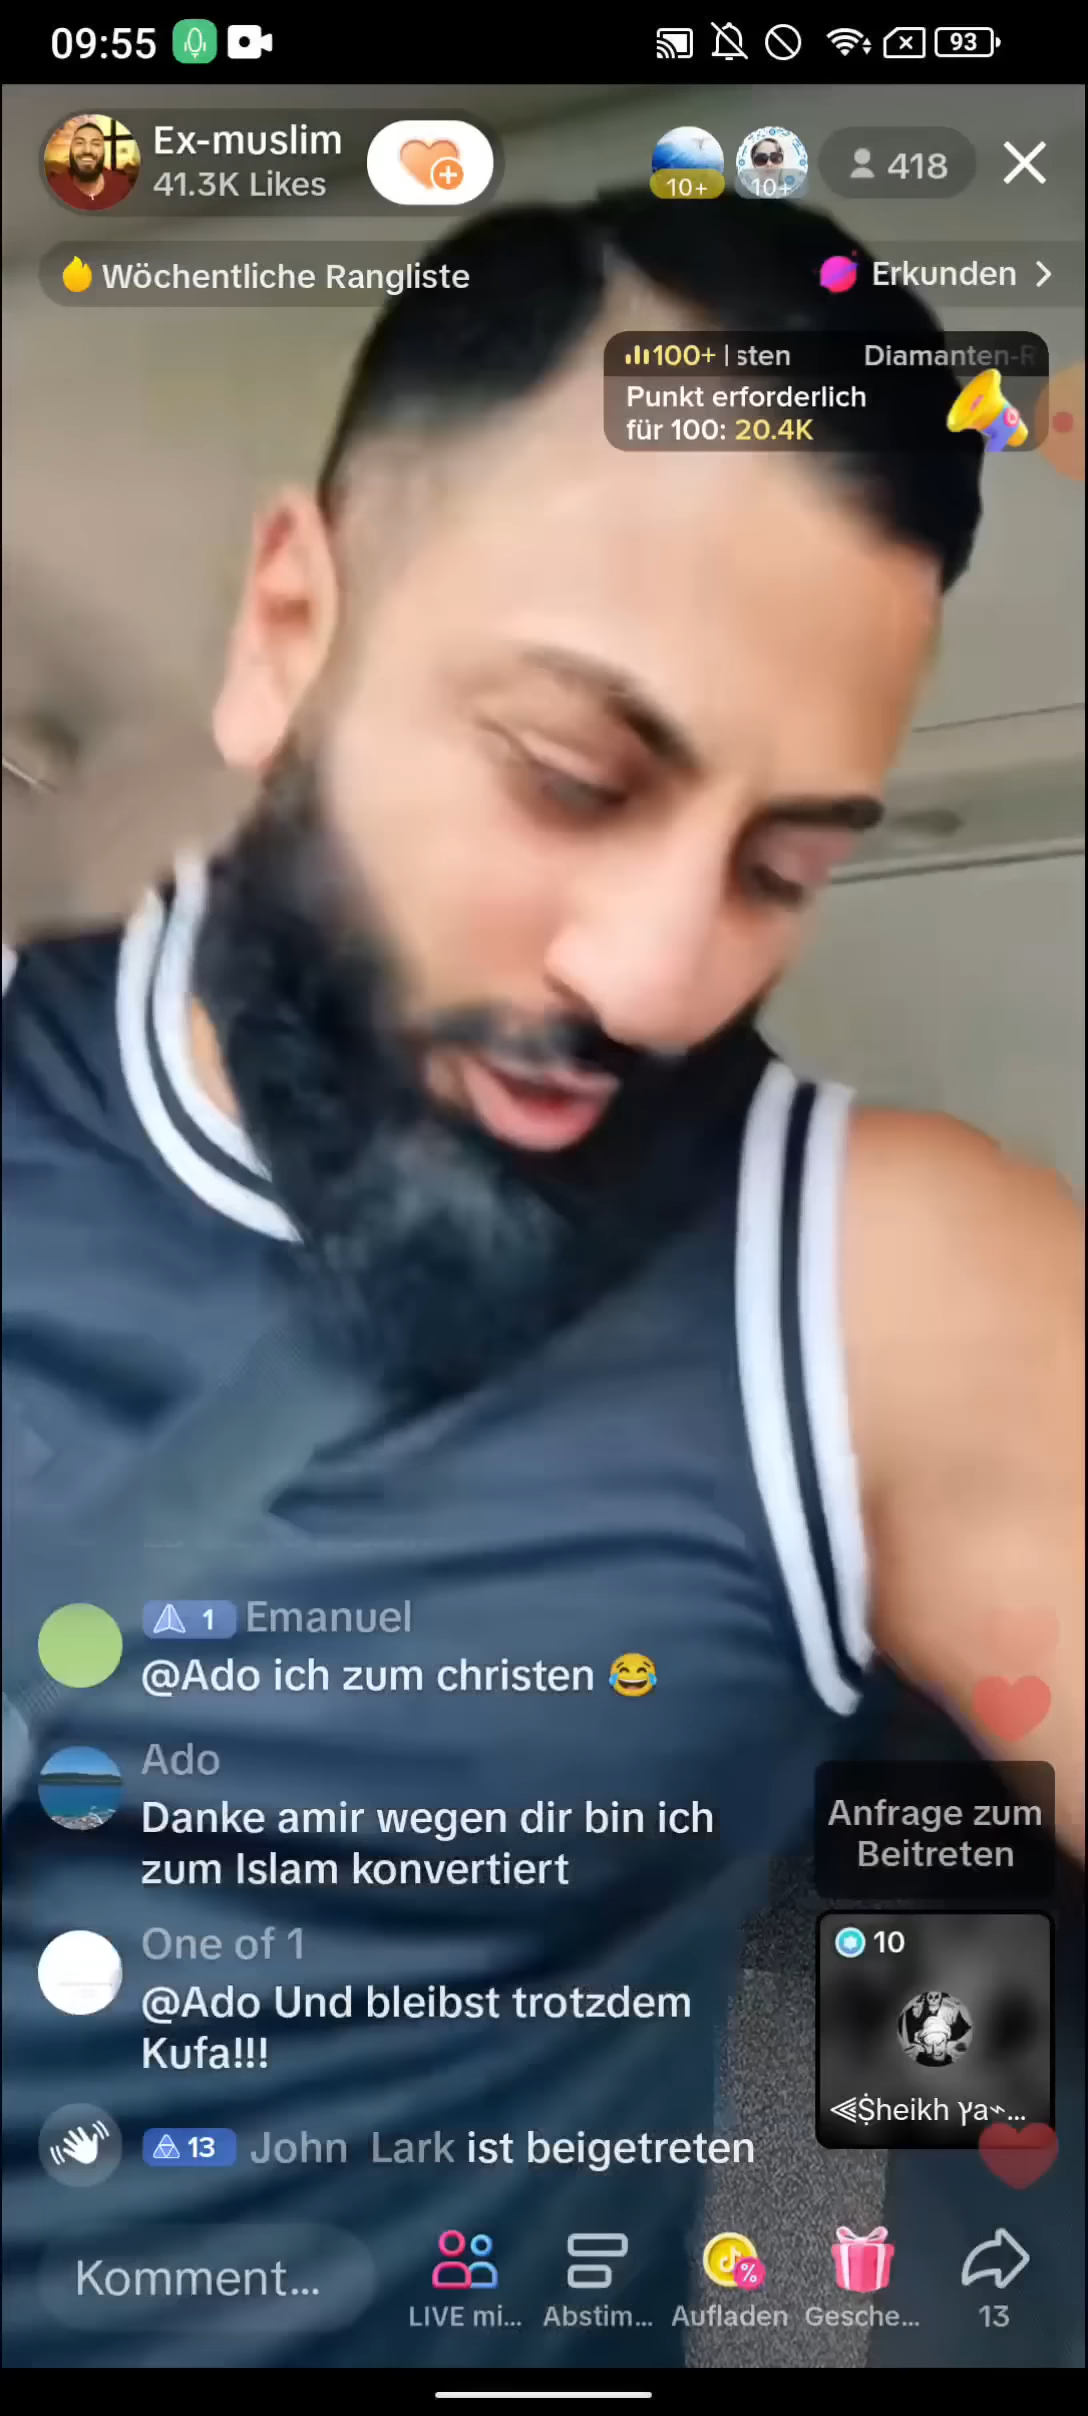 09:55
93
Ex-muslim
41.3K Likes
10+
10+
418
Wöchentliche Rangliste
Erkunden
100+ | sten Diamanten-R
Punkt erforderlich
für 100: 20.4K
1 Emanuel
@Ado ich zum christen 😂
Ado
Danke amir wegen dir bin ich
zum Islam konvertiert
One of 1
@Ado Und bleibst trotzdem
Kufa!!!
13 John Lark ist beigetreten
Anfrage zum
Beitreten
10
Komment...
LIVE mi...
Abstim...
%
Aufladen
Gesche...
13